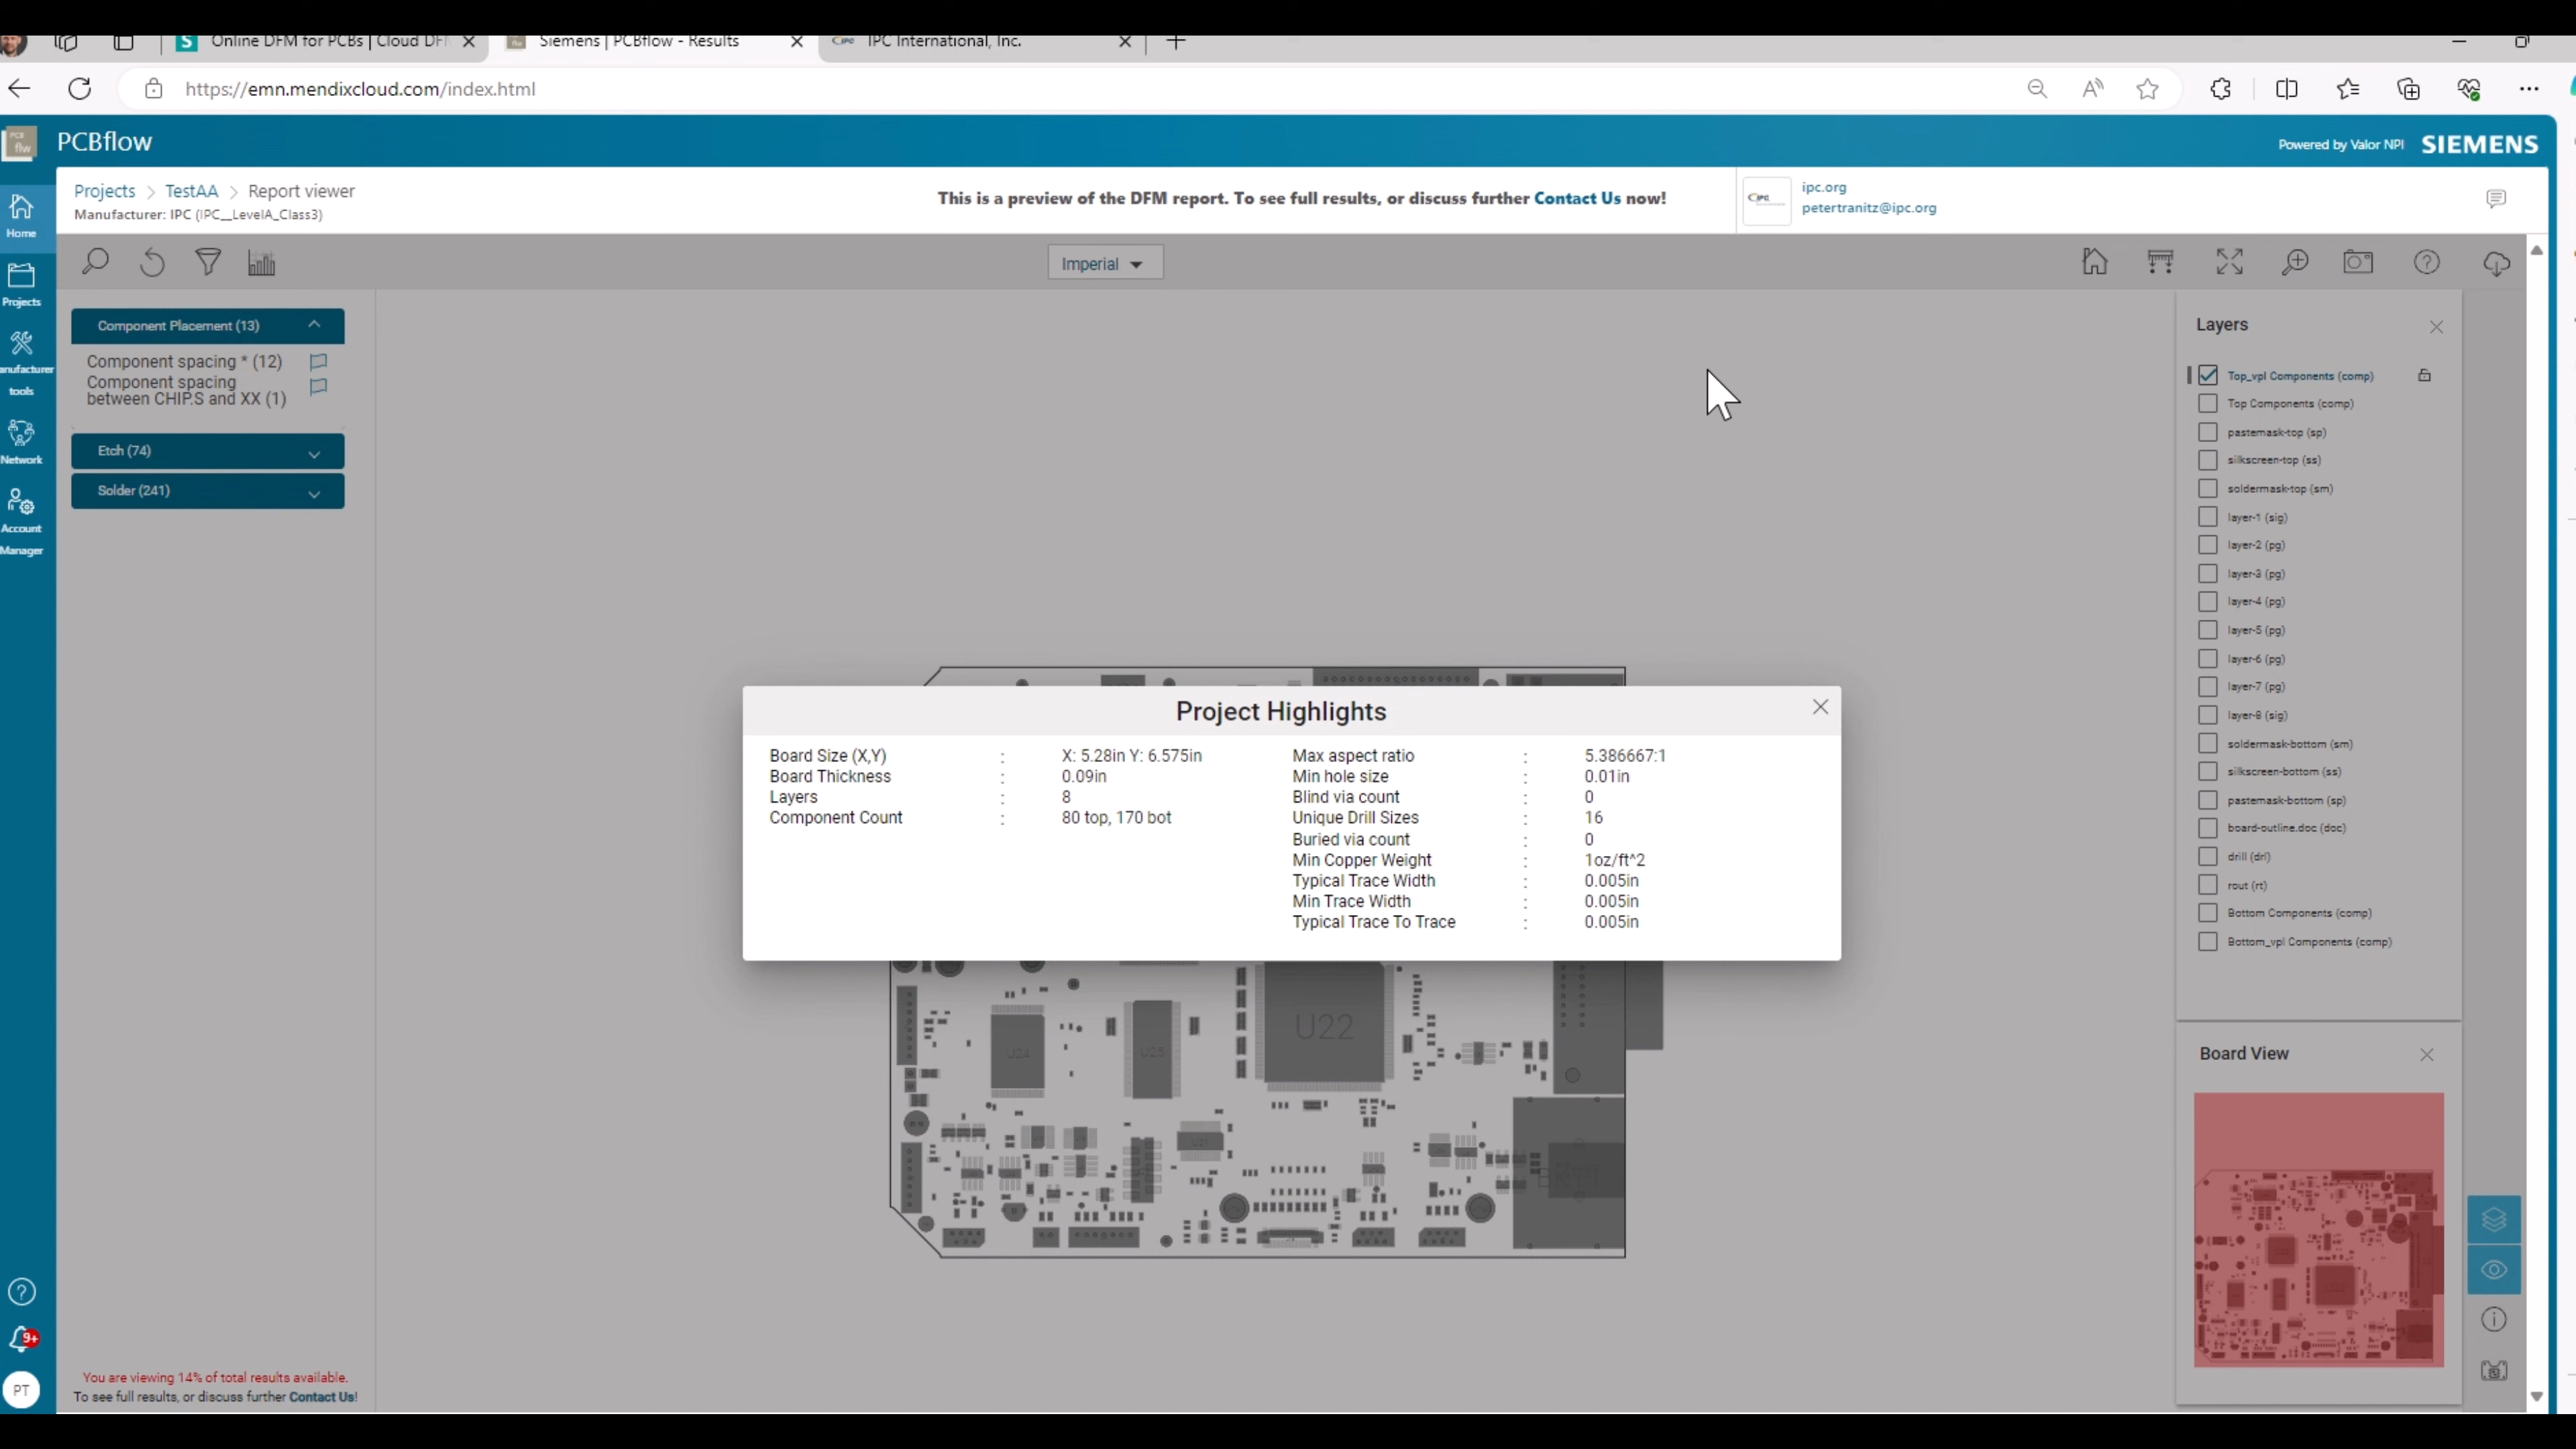 Online DFM for PCBs | Cloud DF
Siemens | PCBflow - Results
IPC International, Inc.
https://emn.mendixcloud.com/index.html
PCB
flw
PCBflow
Powered by Valor NPI
SIEMENS
Projects > TestAA > Report viewer
Manufacturer: IPC (IPC__LevelA_Class3)
This is a preview of the DFM report. To see full results, or discuss further Contact Us now!
IPC
ipc.org
petertranitz@ipc.org
Home
Projects
anufacturer
tools
Network
Account
Manager
9+
PT
Imperial
Component Placement (13)
Component spacing * (12)
Component spacing
between CHIP.S and XX (1)
Etch (74)
Solder (241)
You are viewing 14% of total results available.
To see full results, or discuss further Contact Us!
Project Highlights
Board Size (X,Y) : X: 5.28in Y: 6.575in
Board Thickness : 0.09in
Layers : 8
Component Count : 80 top, 170 bot
Max aspect ratio : 5.386667:1
Min hole size : 0.01in
Blind via count : 0
Unique Drill Sizes : 16
Buried via count : 0
Min Copper Weight : 1oz/ft^2
Typical Trace Width : 0.005in
Min Trace Width : 0.005in
Typical Trace To Trace : 0.005in
U22
U24
U25
Layers
Top_vpl Components (comp)
Top Components (comp)
pastemask-top (sp)
silkscreen-top (ss)
soldermask-top (sm)
layer-1 (sig)
layer-2 (pg)
layer-3 (pg)
layer-4 (pg)
layer-5 (pg)
layer-6 (pg)
layer-7 (pg)
layer-8 (sig)
soldermask-bottom (sm)
silkscreen-bottom (ss)
pastemask-bottom (sp)
board-outline.doc (doc)
drill (drl)
rout (rt)
Bottom Components (comp)
Bottom_vpl Components (comp)
Board View